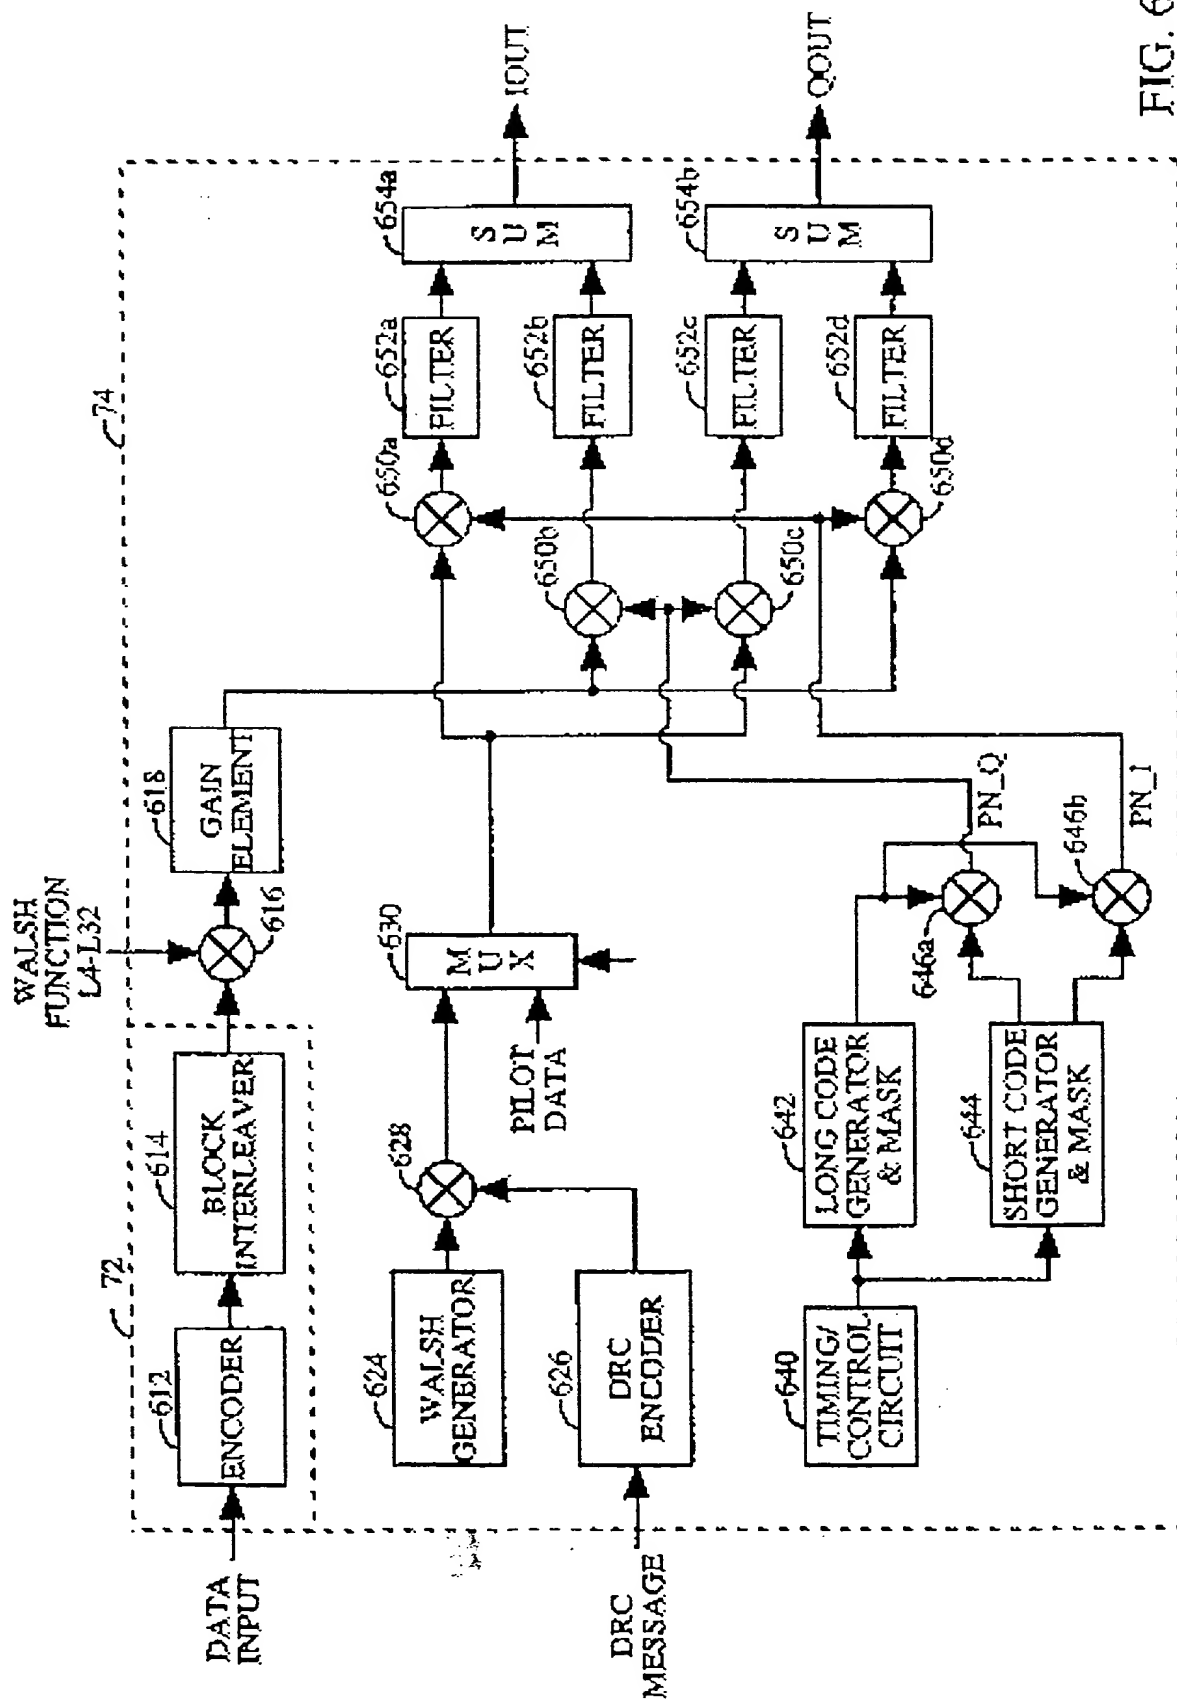 FIG. 6
72
74
DATA
INPUT
612
ENCODER
614
BLOCK
INTERLEAVER
WALSH
FUNCTION
L4-L32
616
618
GAIN
ELEMENT
624
WALSH
GENERATOR
DRC
MESSAGE
626
DRC
ENCODER
628
PILOT
DATA
630
M
U
X
640
TIMING/
CONTROL
CIRCUIT
642
LONG CODE
GENERATOR
& MASK
644
SHORT CODE
GENERATOR
& MASK
646a
646b
PN_Q
PN_I
650a
650b
650c
650d
652a
FILTER
652b
FILTER
652c
FILTER
652d
FILTER
654a
S
U
M
654b
S
U
M
IOUT
QOUT